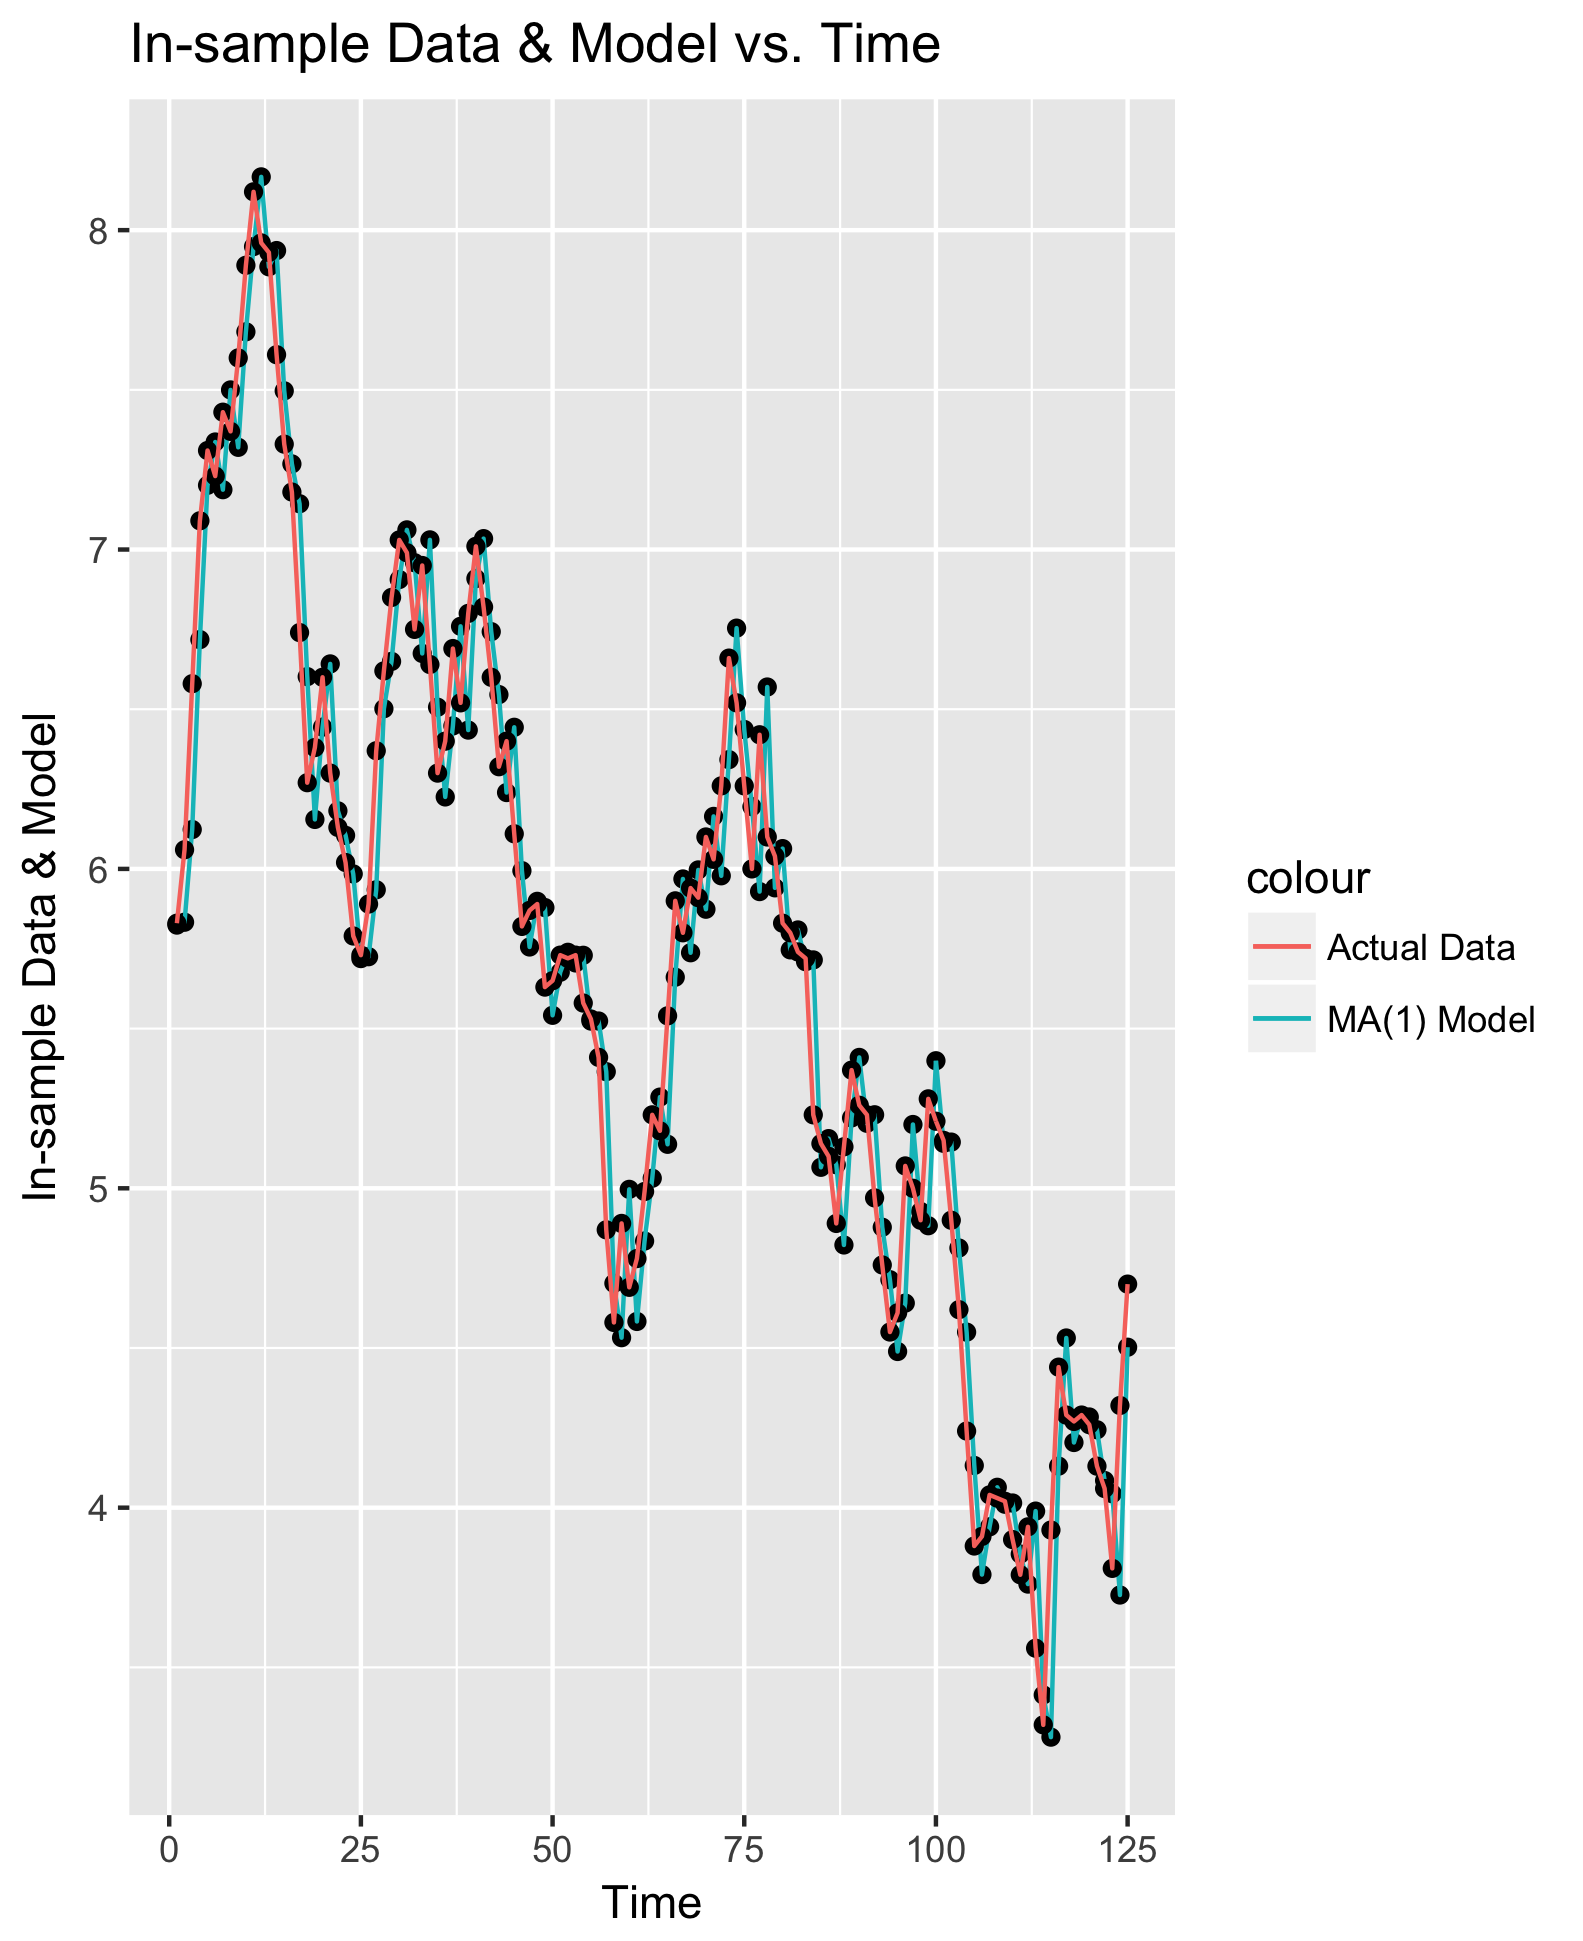 In-sample Data & Model vs. Time
In-sample Data & Model
8
7
6
5
4
0 25 50 75 100 125
Time
colour
Actual Data
MA(1) Model